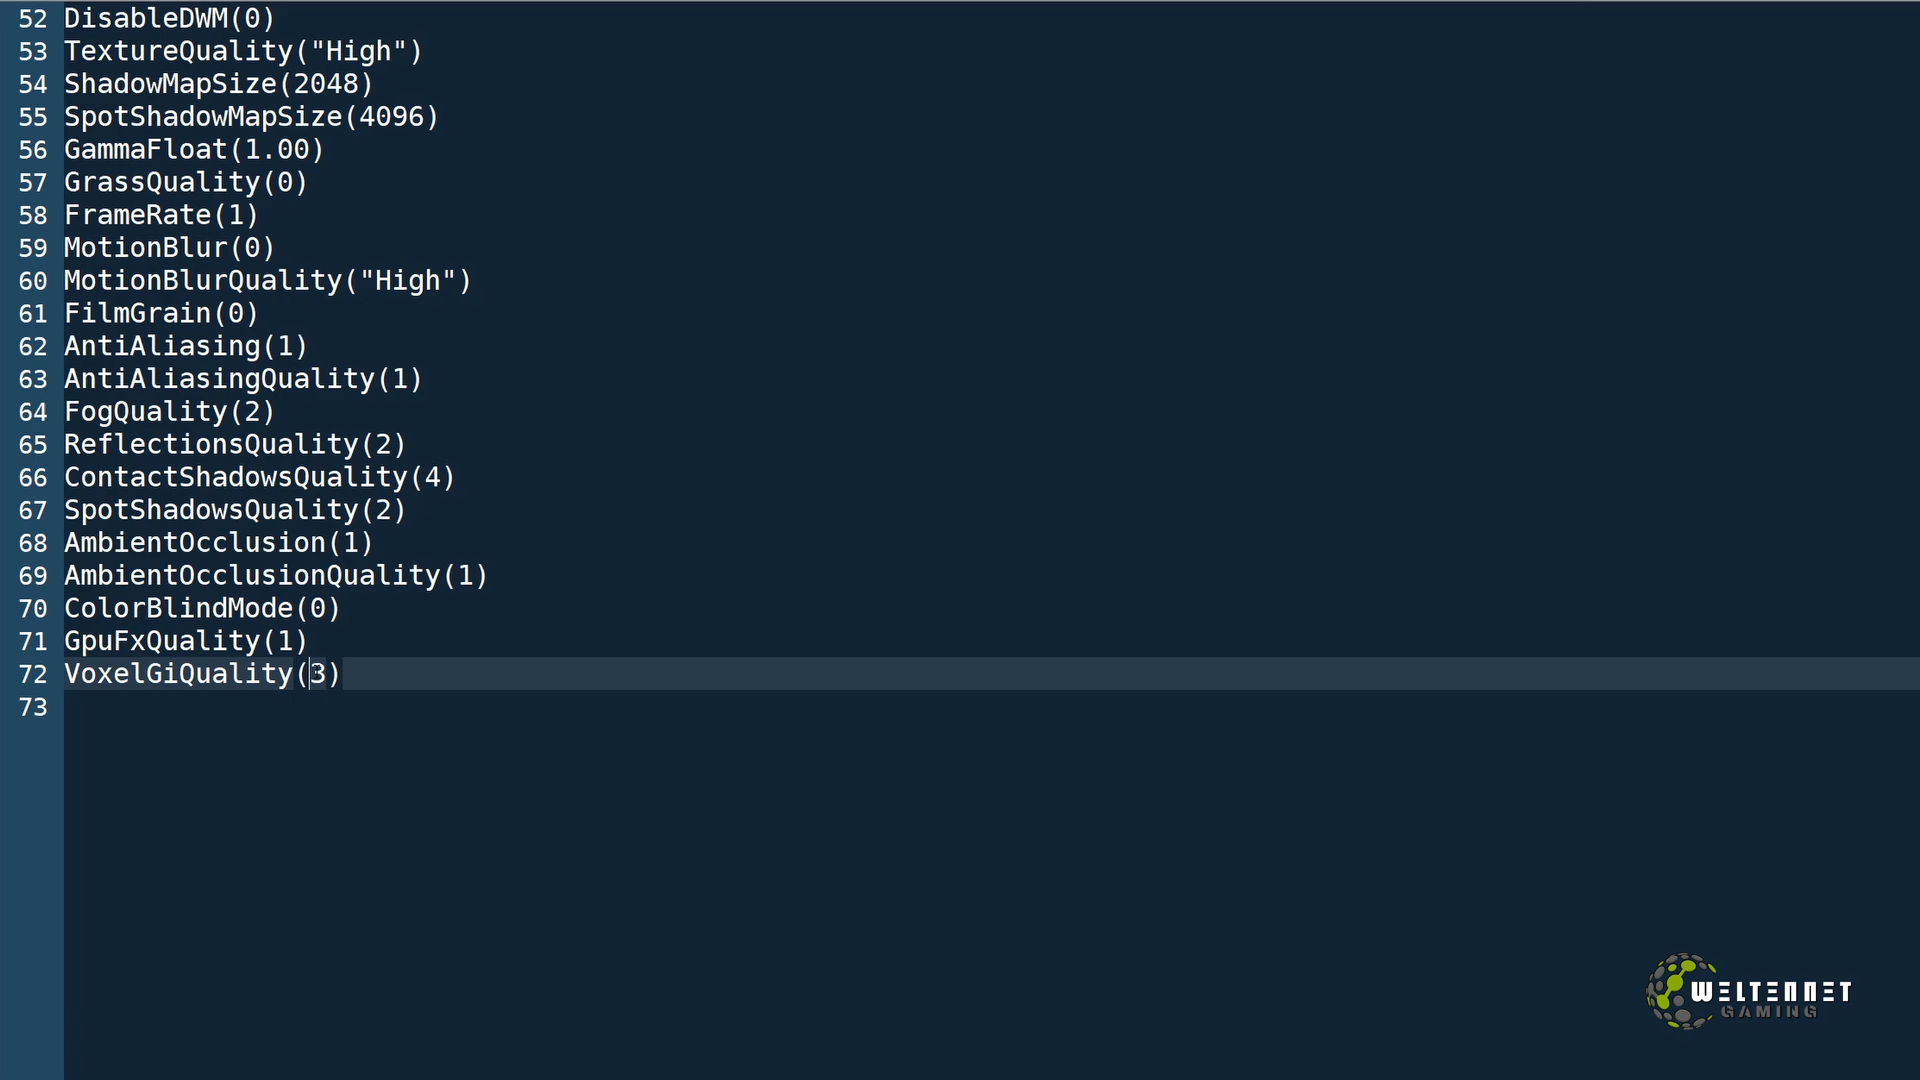 52 DisableDWM(0)
53 TextureQuality("High")
54 ShadowMapSize(2048)
55 SpotShadowMapSize(4096)
56 GammaFloat(1.00)
57 GrassQuality(0)
58 FrameRate(1)
59 MotionBlur(0)
60 MotionBlurQuality("High")
61 FilmGrain(0)
62 AntiAliasing(1)
63 AntiAliasingQuality(1)
64 FogQuality(2)
65 ReflectionsQuality(2)
66 ContactShadowsQuality(4)
67 SpotShadowsQuality(2)
68 AmbientOcclusion(1)
69 AmbientOcclusionQuality(1)
70 ColorBlindMode(0)
71 GpuFxQuality(1)
72 VoxelGiQuality(3)
73
WELTENNET
GAMING